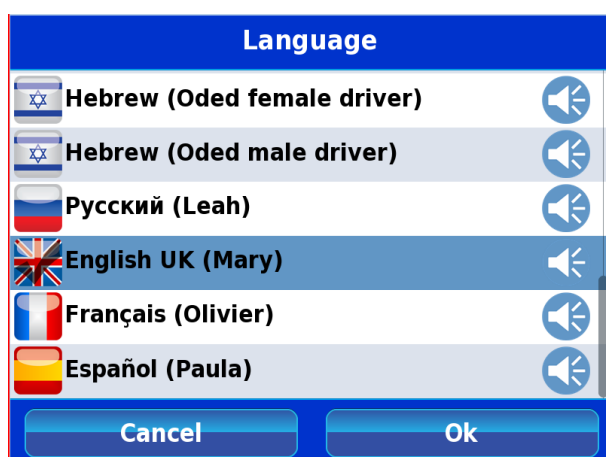 Language
Hebrew (Oded female driver)
Hebrew (Oded male driver)
Русский (Leah)
English UK (Mary)
Français (Olivier)
Español (Paula)
Cancel
Ok